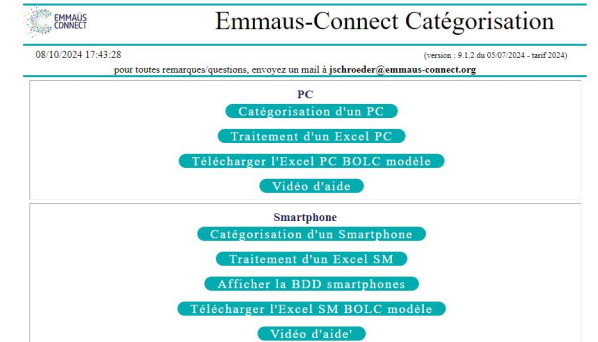 EMMAÜS
CONNECT
Emmaus-Connect Catégorisation
08/10/2024 17:43:28
(version : 9.1.2 du 05/07/2024 - tarif 2024)
pour toutes remarques/questions, envoyez un mail à jschroeder@emmaus-connect.org
PC
Catégorisation d'un PC
Traitement d'un Excel PC
Télécharger l'Excel PC BOLC modèle
Vidéo d'aide
Smartphone
Catégorisation d'un Smartphone
Traitement d'un Excel SM
Afficher la BDD smartphones
Télécharger l'Excel SM BOLC modèle
Vidéo d'aide'